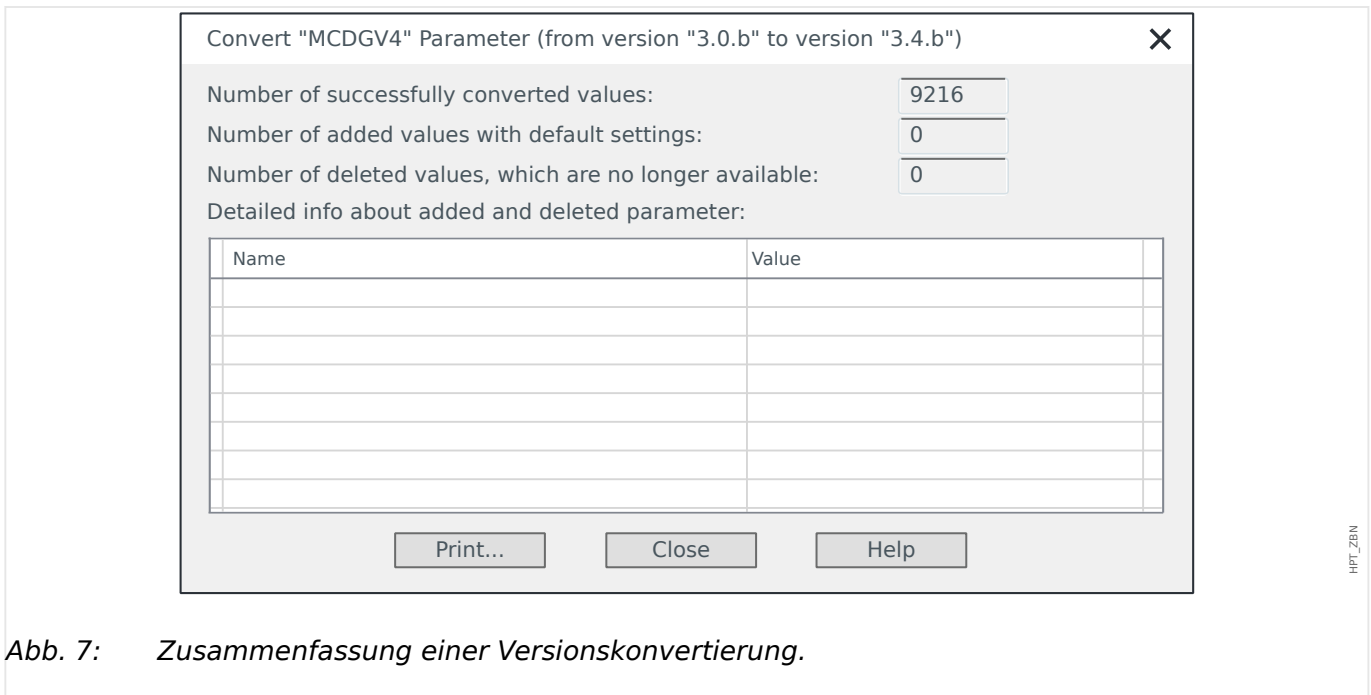 Convert "MCDGV4" Parameter (from version "3.0.b" to version "3.4.b")
Number of successfully converted values: 9216
Number of added values with default settings: 0
Number of deleted values, which are no longer available: 0
Detailed info about added and deleted parameter:
Name Value
Print... Close Help
HPT_ZBN
Abb. 7: Zusammenfassung einer Versionskonvertierung.